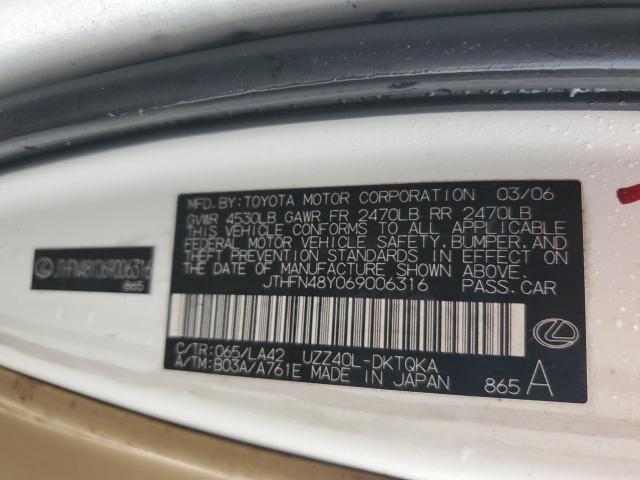 MFD.BY:TOYOTA MOTOR CORPORATION 03/06
GVWR 4530LB GAWR FR 2470LB RR 2470LB
THIS VEHICLE CONFORMS TO ALL APPLICABLE
FEDERAL MOTOR VEHICLE SAFETY, BUMPER, AND
THEFT PREVENTION STANDARDS IN EFFECT ON
THE DATE OF MANUFACTURE SHOWN ABOVE.
JTHFN48Y069006316 PASS.CAR
C/TR:065/LA42 UZZ40L-DKTQKA
A/TM:B03A/A761E MADE IN JAPAN 865 A
JTHFN48Y069006316
865